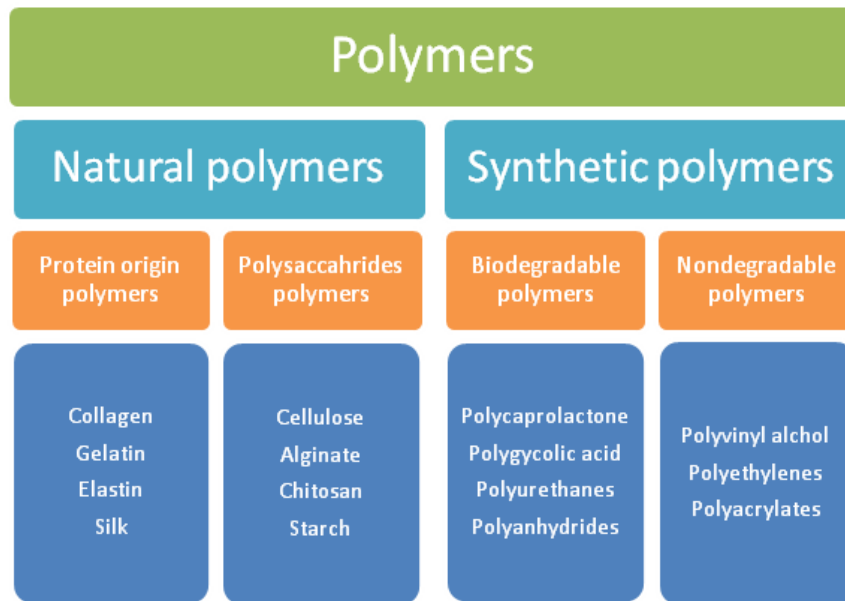 Polymers
Natural polymers
Synthetic polymers
Protein origin
polymers
Polysaccahrides
polymers
Biodegradable
polymers
Nondegradable
polymers
Collagen
Gelatin
Elastin
Silk
Cellulose
Alginate
Chitosan
Starch
Polycaprolactone
Polygycolic acid
Polyurethanes
Polyanhydrides
Polyvinyl alchol
Polyethylenes
Polyacrylates